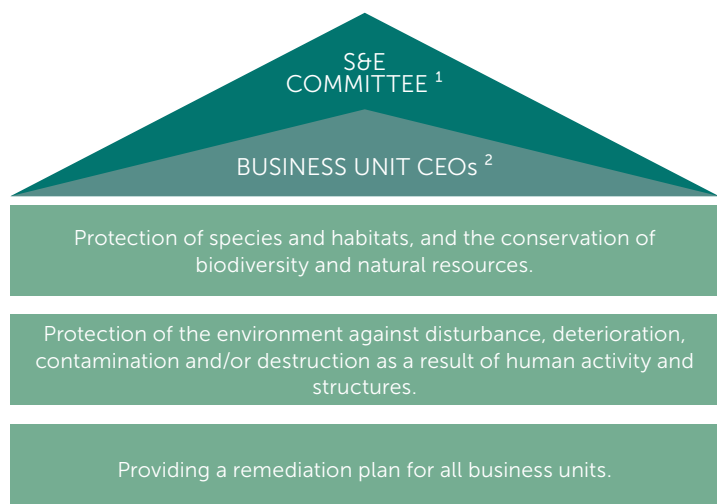 S&E
COMMITTEE ¹
BUSINESS UNIT CEOs ²
Protection of species and habitats, and the conservation of
biodiversity and natural resources.
Protection of the environment against disturbance, deterioration,
contamination and/or destruction as a result of human activity and
structures.
Providing a remediation plan for all business units.